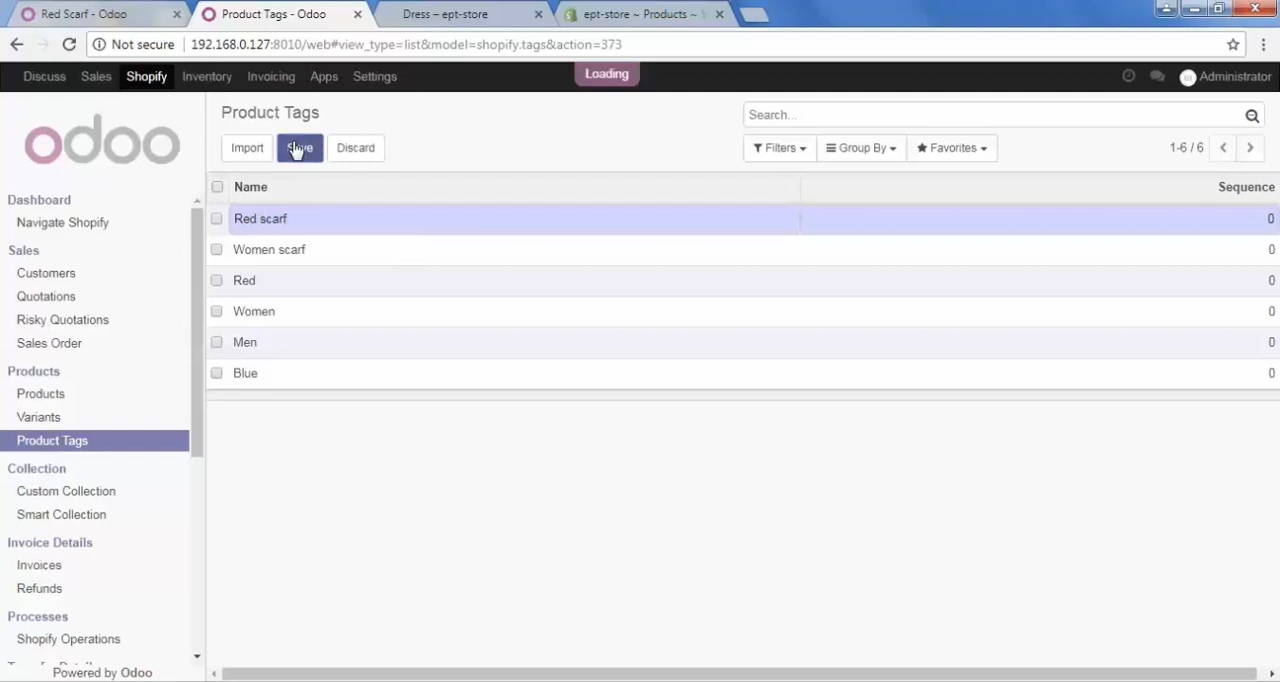 Red Scarf - Odoo
Product Tags - Odoo
Dress – ept-store
ept-store ~ Products ~
Not secure
192.168.0.127:8010/web#view_type=list&model=shopify.tags&action=373
Discuss Sales Shopify Inventory Invoicing Apps Settings
Loading
Administrator
odoo
Dashboard
Navigate Shopify
Sales
Customers
Quotations
Risky Quotations
Sales Order
Products
Products
Variants
Product Tags
Collection
Custom Collection
Smart Collection
Invoice Details
Invoices
Refunds
Processes
Shopify Operations
Powered by Odoo
Product Tags
Search...
Import Save Discard
Filters Group By Favorites
1-6 / 6
Name Sequence
Red scarf 0
Women scarf 0
Red 0
Women 0
Men 0
Blue 0